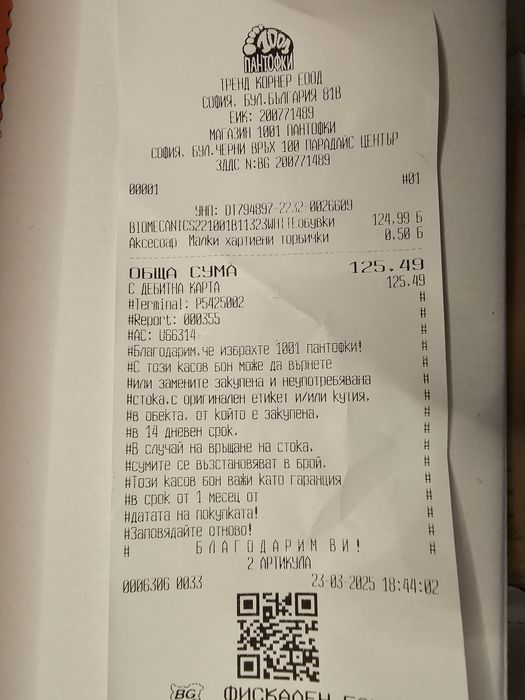 1001
ПАНТОФКИ
ТРЕНД КОРНЕР ЕООД
СОФИЯ, БУЛ.БЪЛГАРИЯ 81В
ЕИК: 200771489
МАГАЗИН 1001 ПАНТОФКИ
СОФИЯ. БУЛ.ЧЕРНИ ВРЪХ 100 ПАРАДАЙС ЦЕНТЪР
ЗДДС N:BG 200771489
00001 #01
УНП: DT794897-2232-0026609
BIOMECANICS221001B11323WHITEобувки 124,99 Б
Аксесоар Малки хартиени торбички 0,50 Б
ОБЩА СУМА 125,49
С ДЕБИТНА КАРТА 125,49
#Terminal: P5425002 #
#Report: 000355 #
#AC: U66314 #
#Благодарим,че избрахте 1001 пантофки! #
#С този касов бон може да върнете #
#или замените закупена и неупотребявана #
#стока,с оригинален етикет и/или кутия, #
#в обекта, от който е закупена, #
#в 14 дневен срок. #
#В случай на връщане на стока, #
#сумите се възстановяват в брой. #
#Този касов бон важи като гаранция #
#в срок от 1 месец от #
#датата на покупката! #
#Заповядайте отново! #
# БЛАГОДАРИМ ВИ! #
2 АРТИКУЛА
0006306 0033 23-03-2025 18:44:02
BG ФИСКАЛЕН